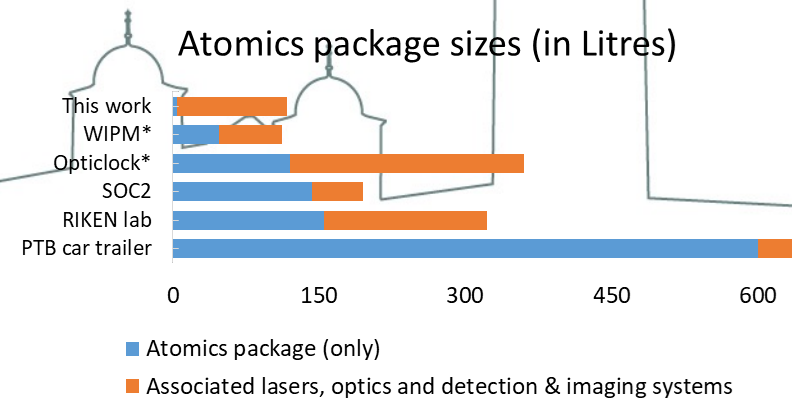 Atomics package sizes (in Litres)
This work
WIPM*
Opticlock*
SOC2
RIKEN lab
PTB car trailer
0 150 300 450 600
Atomics package (only)
Associated lasers, optics and detection & imaging systems